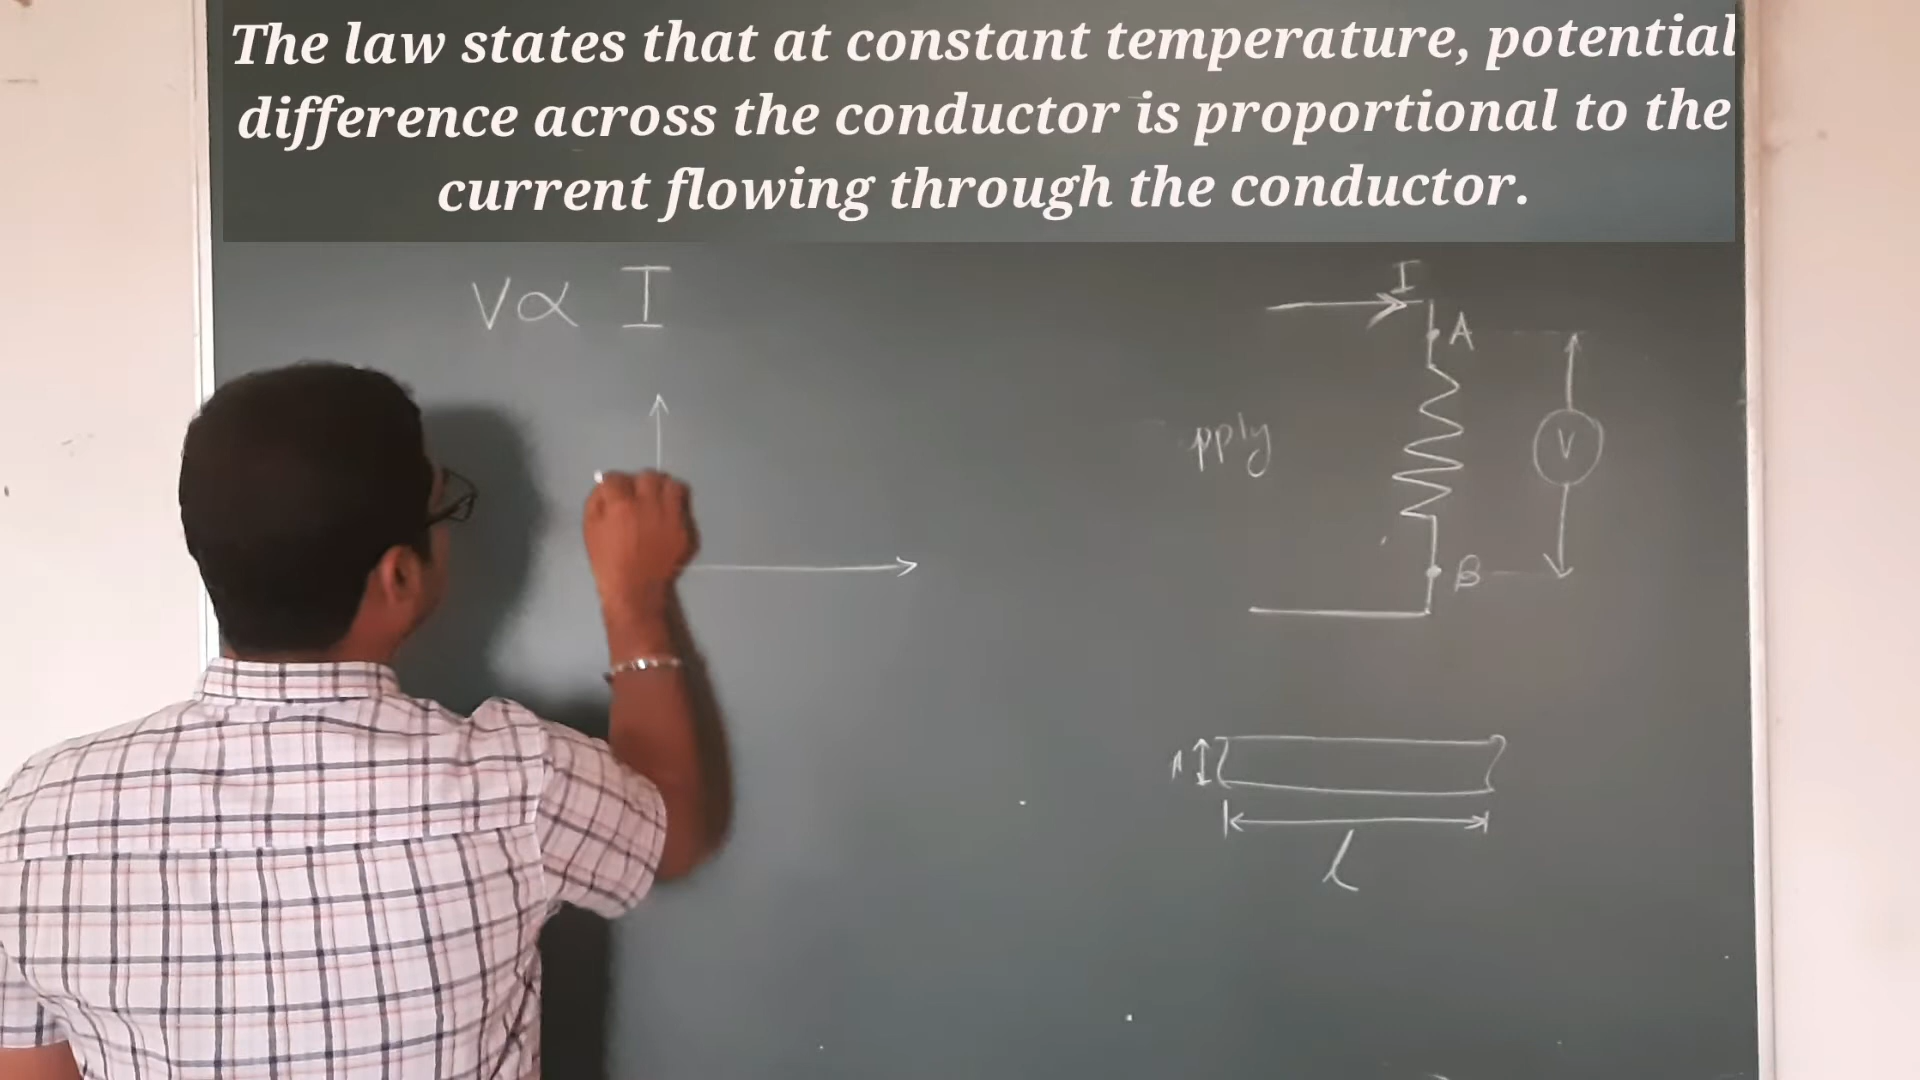 The law states that at constant temperature, potential
difference across the conductor is proportional to the
current flowing through the conductor.
V ∝ I
I
A
pply
V
B
A
l